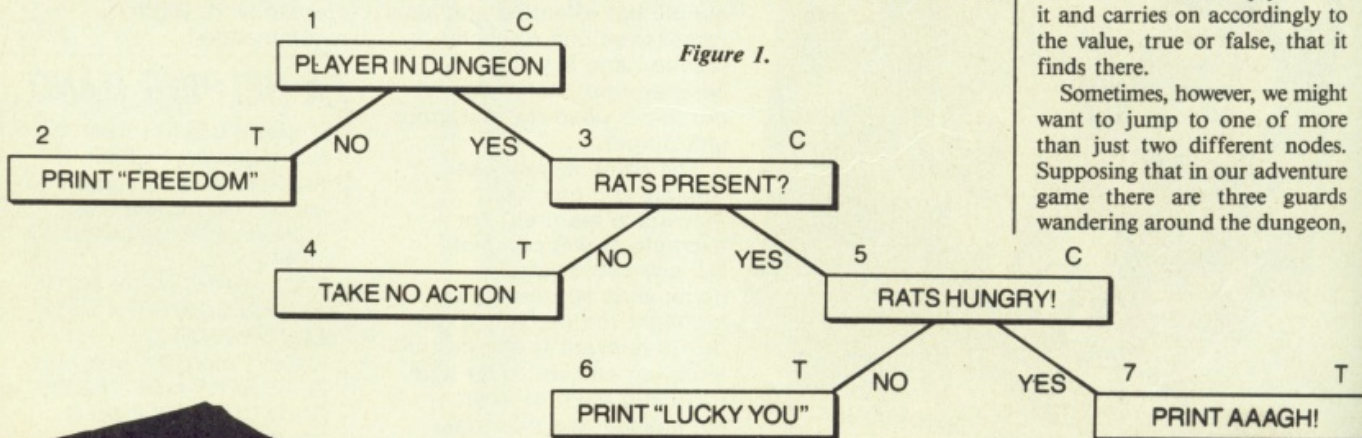 1 C
PLAYER IN DUNGEON
Figure 1.
2 T
NO YES
PRINT "FREEDOM"
3 C
RATS PRESENT?
4 T
NO YES
TAKE NO ACTION
5 C
RATS HUNGRY!
6 T
NO YES
PRINT "LUCKY YOU"
7 T
PRINT AAAGH!
it and carries on accordingly to
the value, true or false, that it
finds there.
Sometimes, however, we might
want to jump to one of more
than just two different nodes.
Supposing that in our adventure
game there are three guards
wandering around the dungeon,